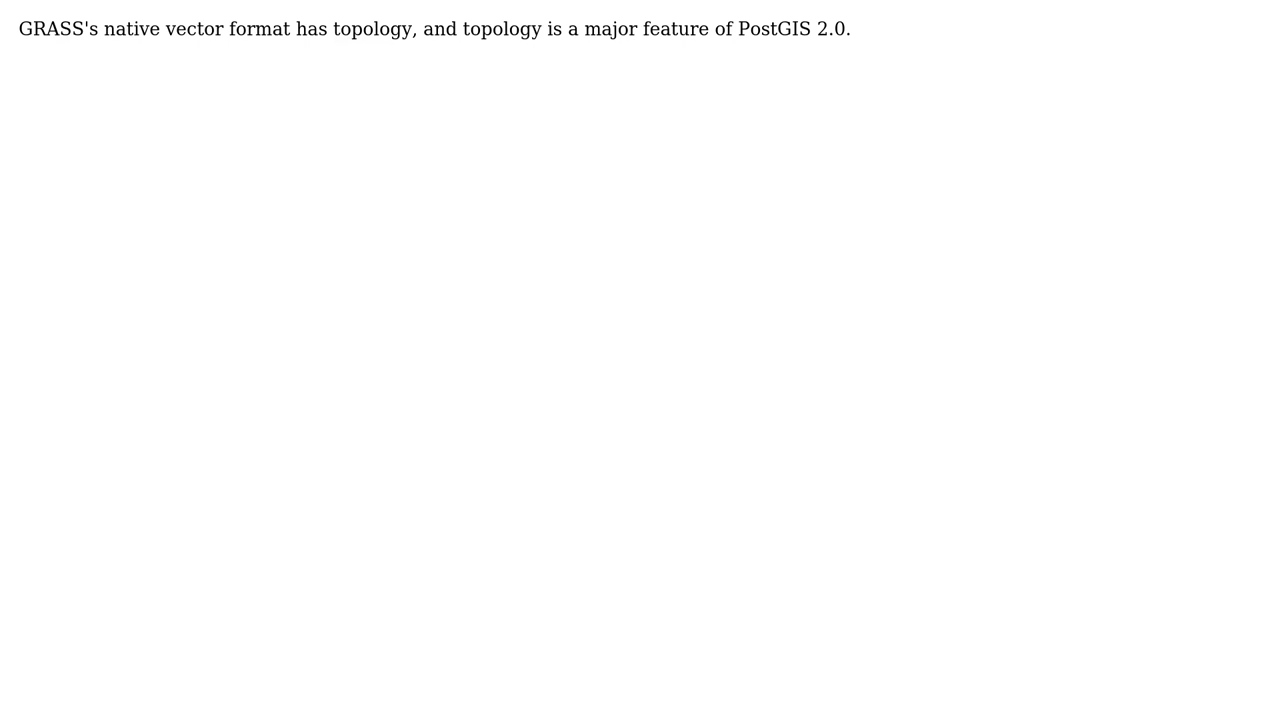 GRASS's native vector format has topology, and topology is a major feature of PostGIS 2.0.